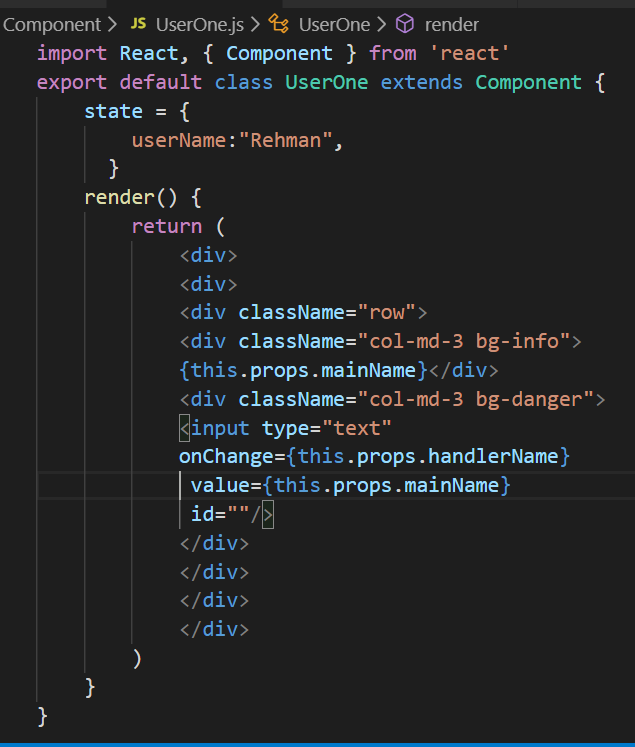 Component > JS UserOne.js > UserOne > render
import React, { Component } from 'react'
export default class UserOne extends Component {
state = {
userName:"Rehman",
}
render() {
return (
<div>
<div>
<div className="row">
<div className="col-md-3 bg-info">
{this.props.mainName}</div>
<div className="col-md-3 bg-danger">
<input type="text"
onChange={this.props.handlerName}
value={this.props.mainName}
id=""/>
</div>
</div>
</div>
</div>
)
}
}